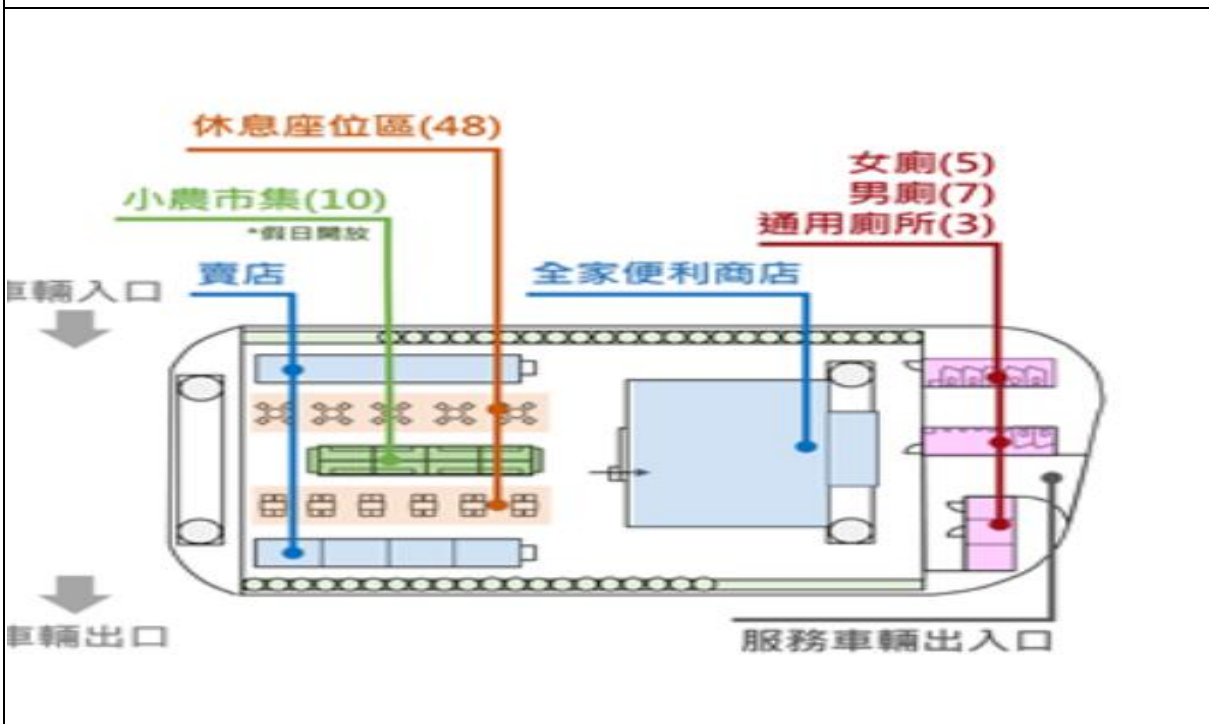 休息座位區(48)
小農市集(10)
*假日開放
女廁(5)
男廁(7)
通用廁所(3)
賣店
全家便利商店
車輛入口
車輛出口
服務車輛出入口